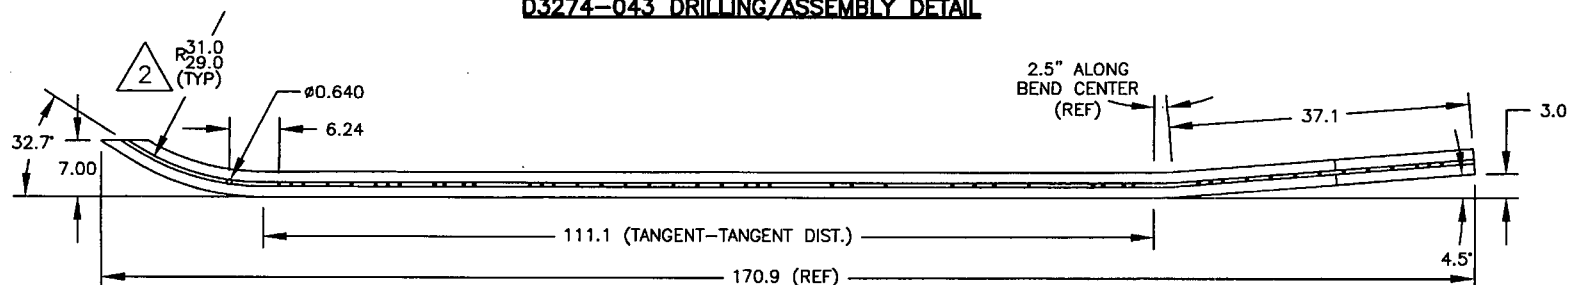 D3274-043 DRILLING/ASSEMBLY DETAIL
2
R31.0
29.0
(TYP)
Ø0.640
6.24
2.5" ALONG
BEND CENTER
(REF)
37.1
3.0
32.7°
7.00
111.1 (TANGENT-TANGENT DIST.)
4.5°
170.9 (REF)